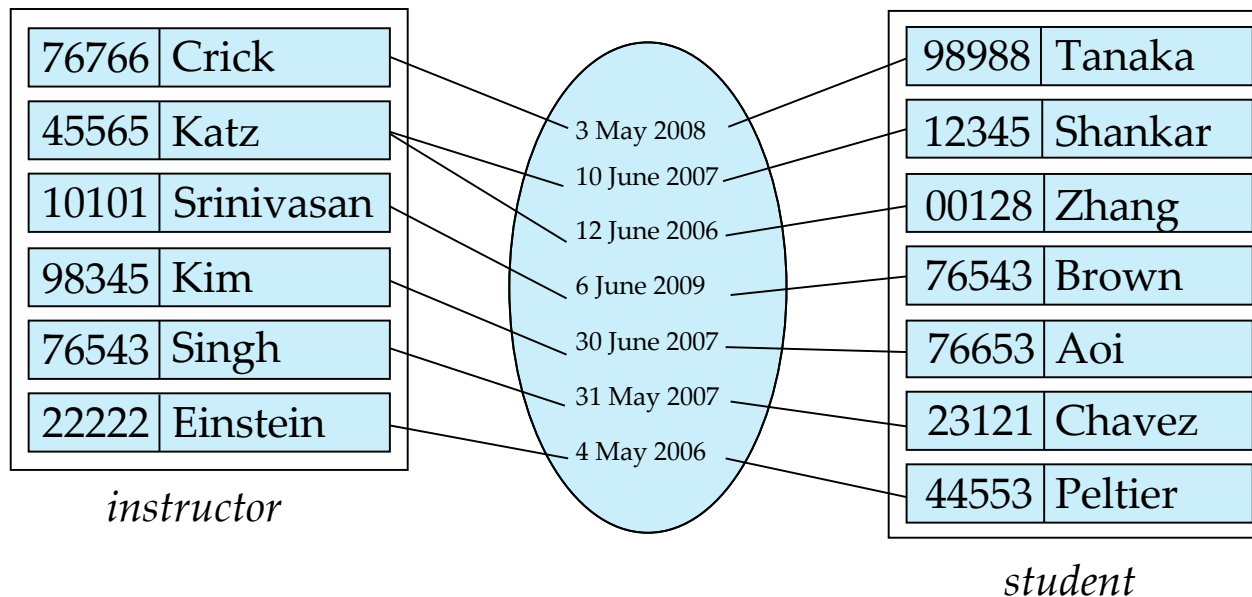 76766 Crick
45565 Katz
10101 Srinivasan
98345 Kim
76543 Singh
22222 Einstein
instructor
3 May 2008
10 June 2007
12 June 2006
6 June 2009
30 June 2007
31 May 2007
4 May 2006
98988 Tanaka
12345 Shankar
00128 Zhang
76543 Brown
76653 Aoi
23121 Chavez
44553 Peltier
student